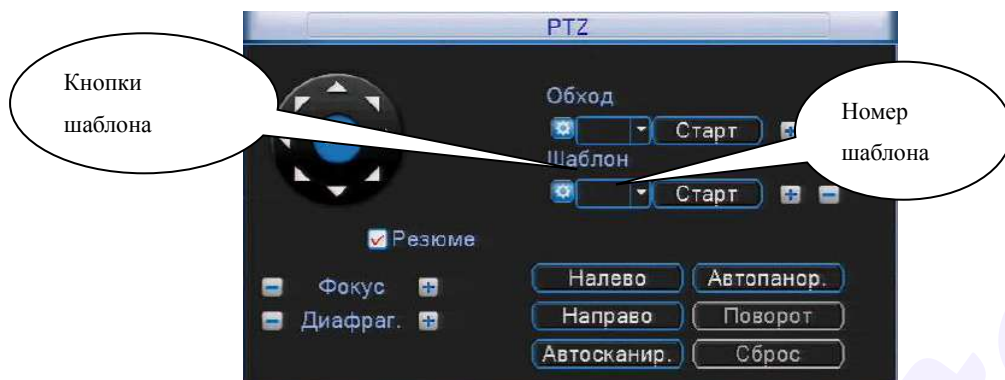 PTZ
Кнопки
шаблона
Обход
Старт
Номер
шаблона
Шаблон
Старт
Резюме
Фокус
Диафраг.
Налево
Автопанор.
Направо
Поворот
Автосканир.
Сброс